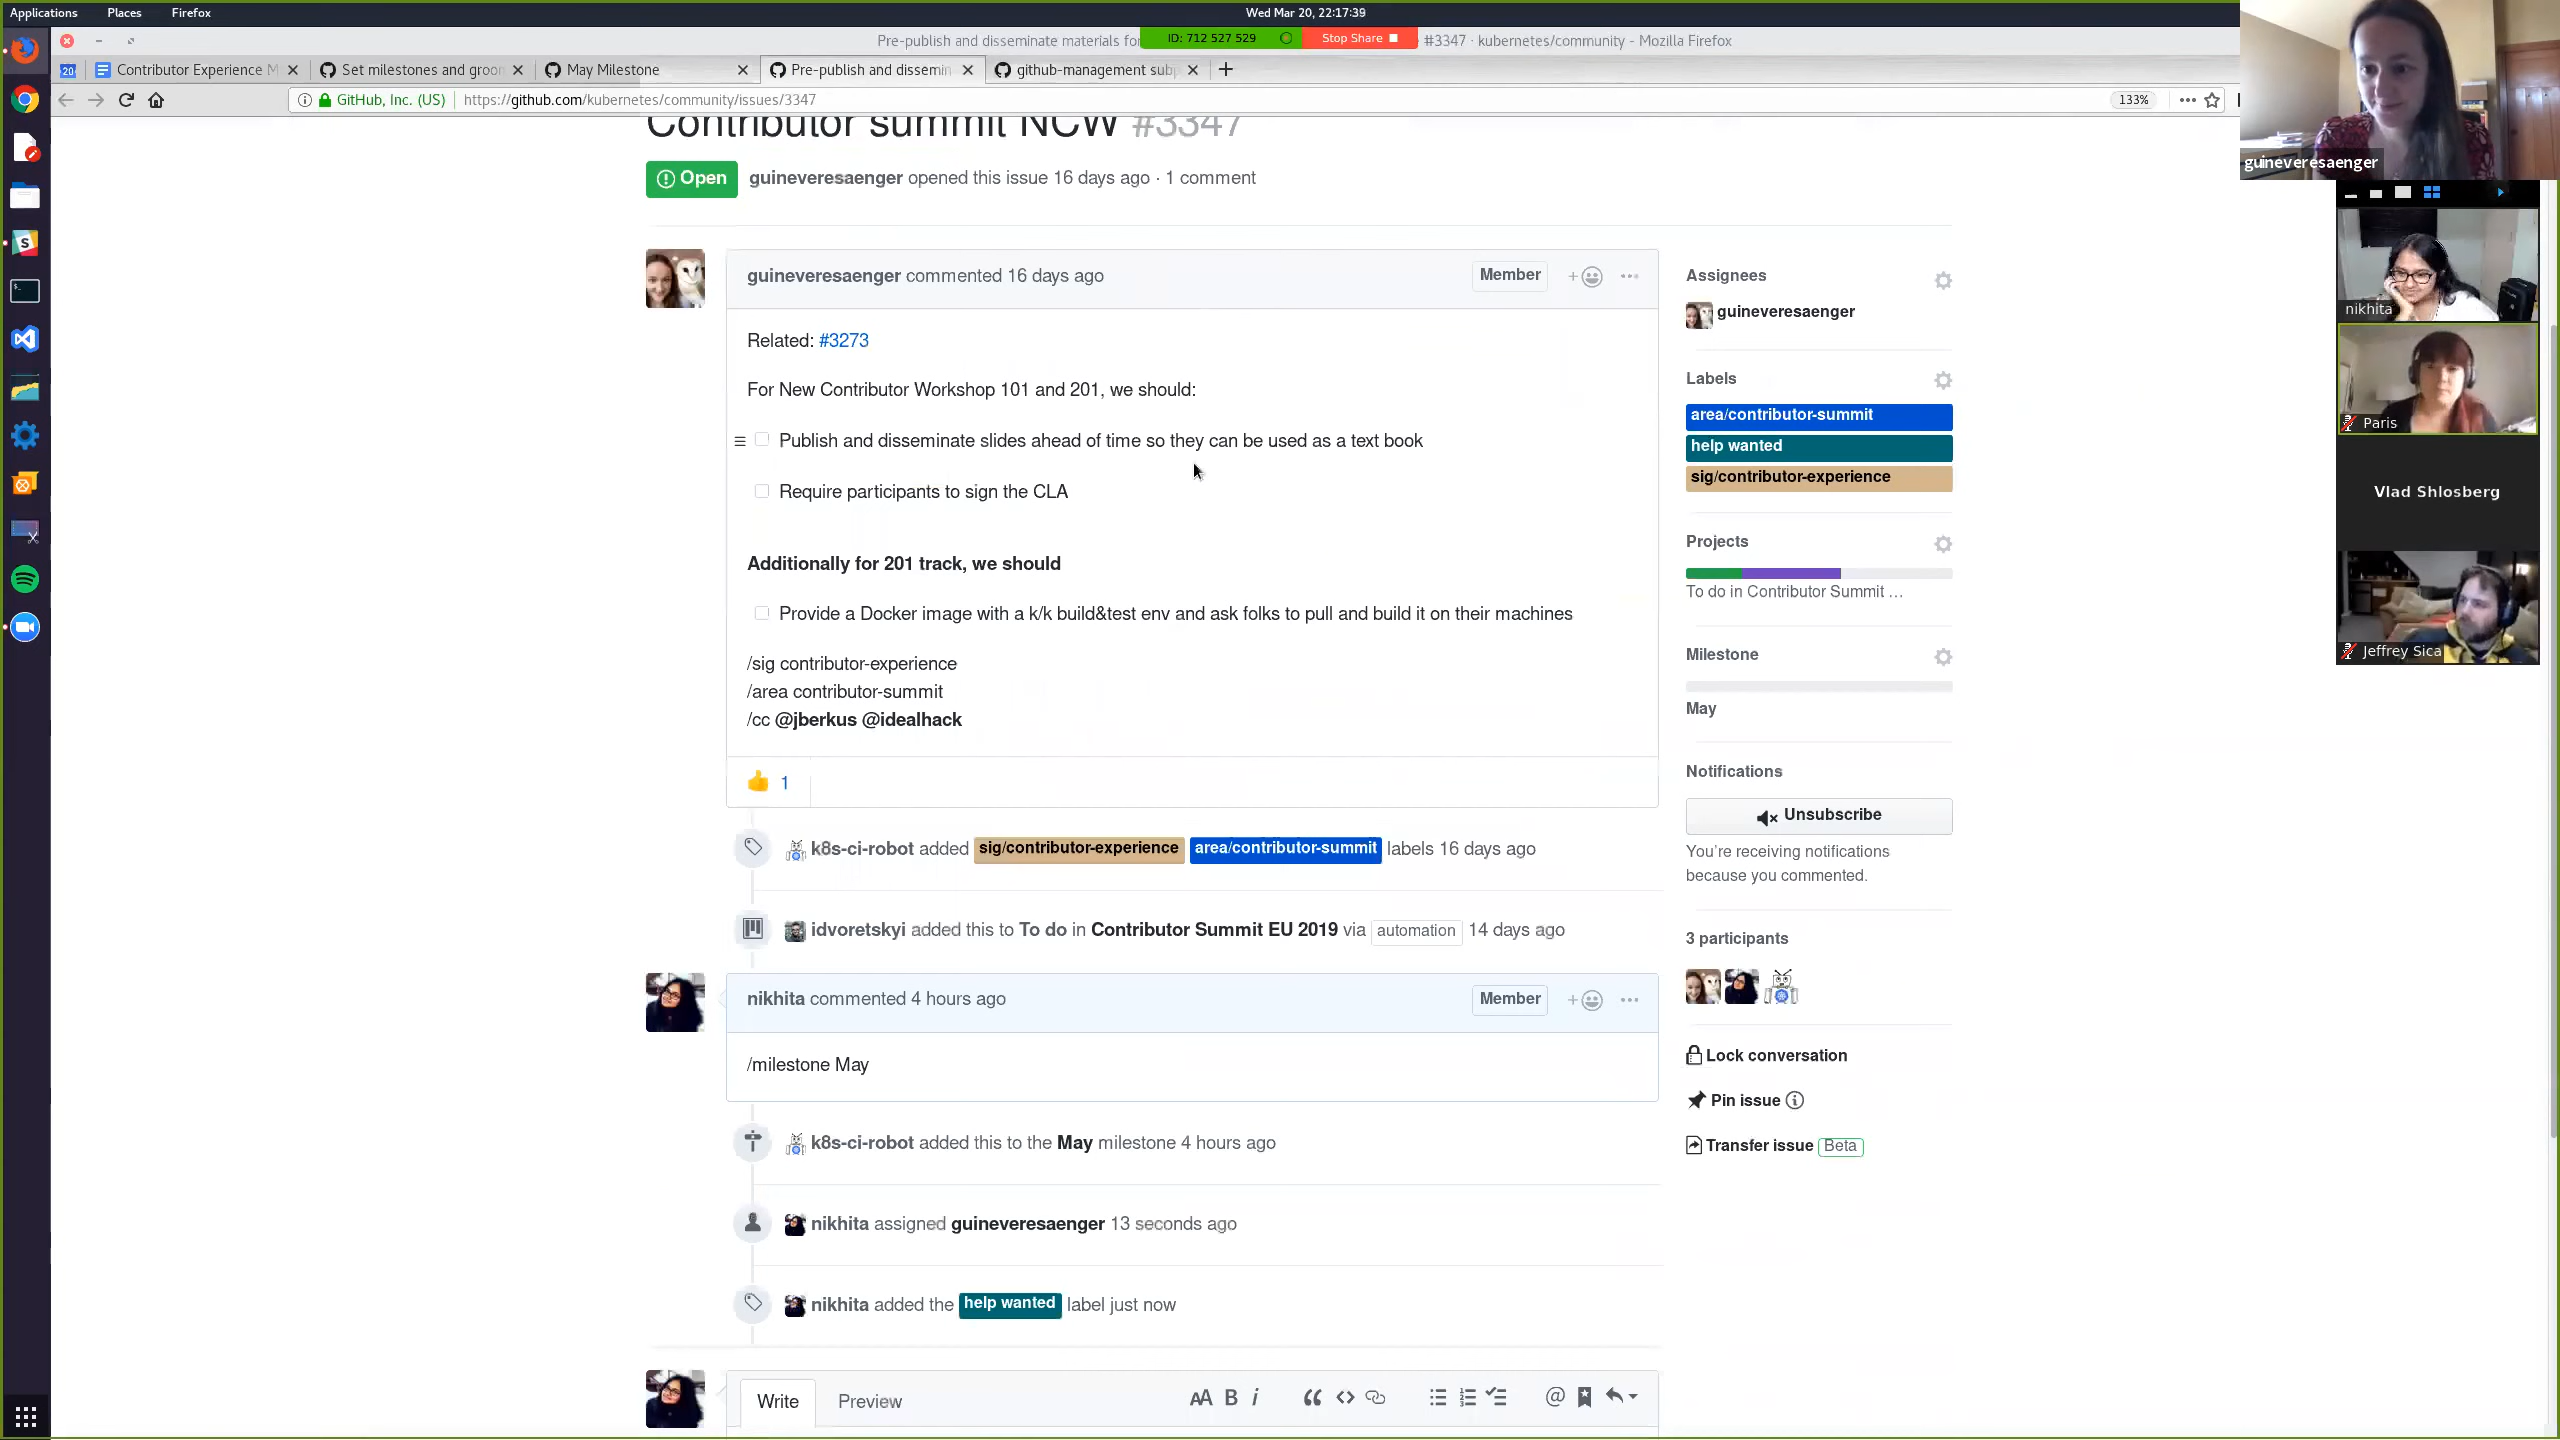 Applications Places Firefox Wed Mar 20, 22:17:39
Pre-publish and disseminate materials for ID: 712 527 529 Stop Share #3347 · kubernetes/community - Mozilla Firefox
Contributor Experience M Set milestones and groom May Milestone Pre-publish and dissemin github-management subp
GitHub, Inc. (US) https://github.com/kubernetes/community/issues/3347 133%
Contributor summit NCW #3347
Open guineveresaenger opened this issue 16 days ago · 1 comment
guineveresaenger commented 16 days ago Member
Related: #3273
For New Contributor Workshop 101 and 201, we should:
Publish and disseminate slides ahead of time so they can be used as a text book
Require participants to sign the CLA
Additionally for 201 track, we should
Provide a Docker image with a k/k build&test env and ask folks to pull and build it on their machines
/sig contributor-experience
/area contributor-summit
/cc @jberkus @idealhack
1
k8s-ci-robot added sig/contributor-experience area/contributor-summit labels 16 days ago
idvoretskyi added this to To do in Contributor Summit EU 2019 via automation 14 days ago
nikhita commented 4 hours ago Member
/milestone May
k8s-ci-robot added this to the May milestone 4 hours ago
nikhita assigned guineveresaenger 13 seconds ago
nikhita added the help wanted label just now
Write Preview
Assignees
guineveresaenger
Labels
area/contributor-summit
help wanted
sig/contributor-experience
Projects
To do in Contributor Summit …
Milestone
May
Notifications
Unsubscribe
You're receiving notifications
because you commented.
3 participants
Lock conversation
Pin issue
Transfer issue Beta
guineveresaenger
nikhita
Paris
Vlad Shlosberg
Jeffrey Sica